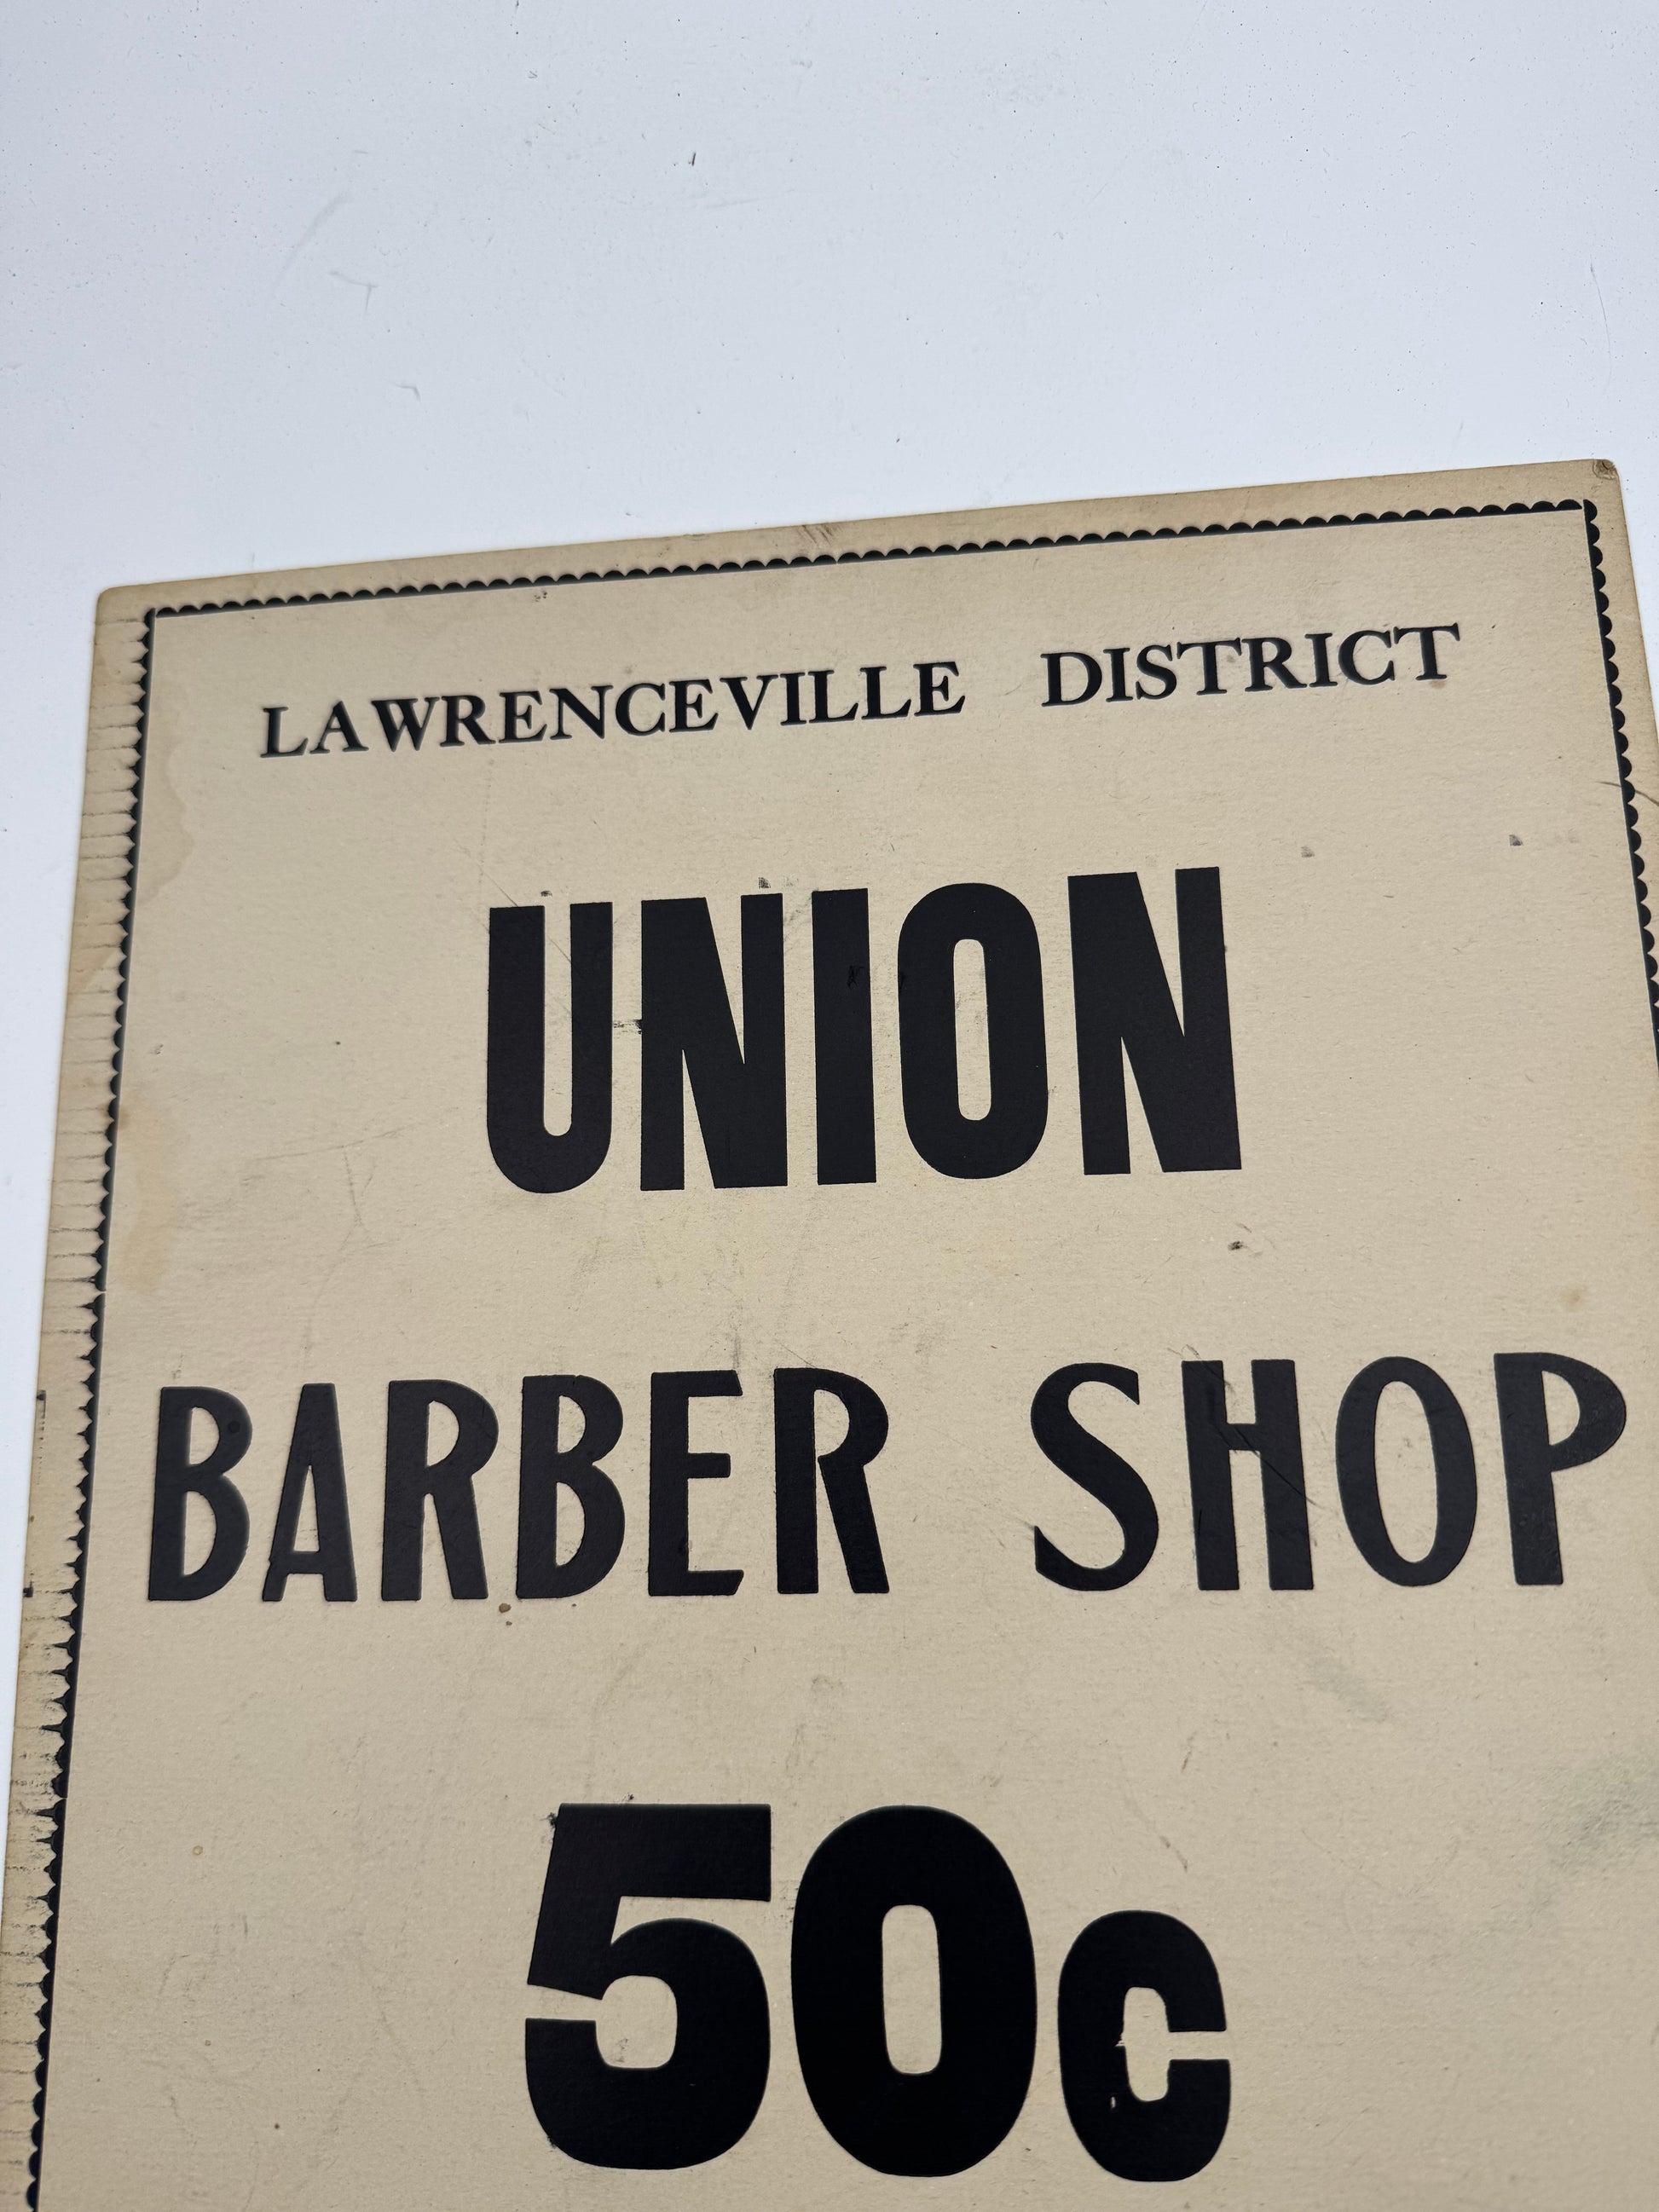 LAWRENCEVILLE DISTRICT
UNION
BARBER SHOP
50c